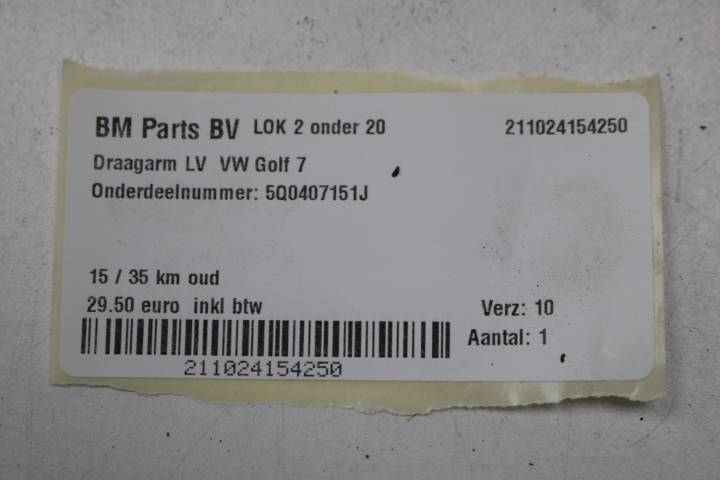 BM Parts BV LOK 2 onder 20 211024154250
Draagarm LV VW Golf 7
Onderdeelnummer: 5Q0407151J
15 / 35 km oud
29.50 euro inkl btw Verz: 10
Aantal: 1
211024154250